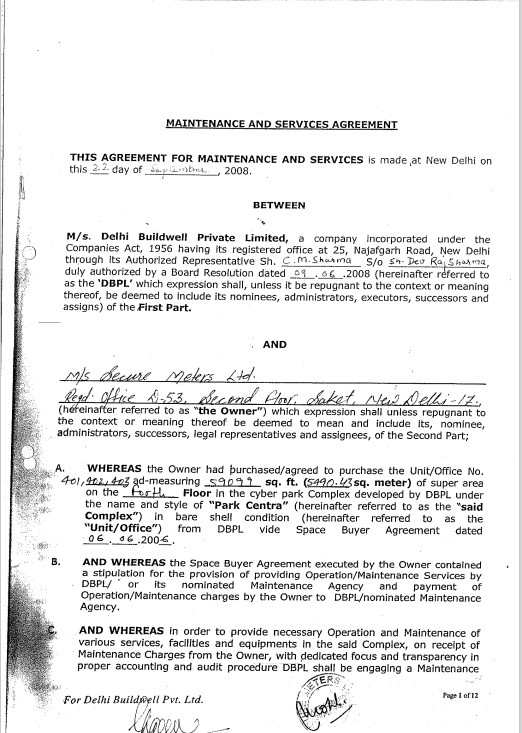 MAINTENANCE AND SERVICES AGREEMENT
THIS AGREEMENT FOR MAINTENANCE AND SERVICES is made at New Delhi on
this 22 day of September, 2008.
BETWEEN
M/s. Delhi Buildwell Private Limited, a company incorporated under the
Companies Act, 1956 having its registered office at 25, Najafgarh Road, New Delhi
through its Authorized Representative Sh. C.M. Sharma S/o Sh. Dev Raj Sharma,
duly authorized by a Board Resolution dated 09.06.2008 (hereinafter referred to
as the 'DBPL' which expression shall, unless it be repugnant to the context or meaning
thereof, be deemed to include its nominees, administrators, executors, successors and
assigns) of the First Part.
AND
M/s Secure Meters Ltd.
Regd. Office D-53, Second Floor, Saket, New Delhi-17.
(hereinafter referred to as "the Owner") which expression shall unless repugnant to
the context or meaning thereof be deemed to mean and include its, nominee,
administrators, successors, legal representatives and assignees, of the Second Part;
A. WHEREAS the Owner had purchased/agreed to purchase the Unit/Office No.
401,402,403 ad-measuring 59099 sq. ft. (5490.43 sq. meter) of super area
on the Forth Floor in the cyber park Complex developed by DBPL under
the name and style of "Park Centra" (hereinafter referred to as the "said
Complex") in bare shell condition (hereinafter referred to as the
"Unit/Office") from DBPL vide Space Buyer Agreement dated
06.06.2006.
B. AND WHEREAS the Space Buyer Agreement executed by the Owner contained
a stipulation for the provision of providing Operation/Maintenance Services by
DBPL/ or its nominated Maintenance Agency and payment of
Operation/Maintenance charges by the Owner to DBPL/nominated Maintenance
Agency.
C. AND WHEREAS in order to provide necessary Operation and Maintenance of
various services, facilities and equipments in the said Complex, on receipt of
Maintenance Charges from the Owner, with dedicated focus and transparency in
proper accounting and audit procedure DBPL shall be engaging a Maintenance
For Delhi Buildwell Pvt. Ltd.
METERS
Page 1 of 12